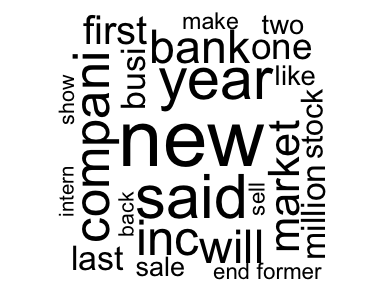 make
first
two
bank
one
busi
year
like
show
compani
new
stock
market
million
intern
said
sell
back
inc
will
last
sale
end
former